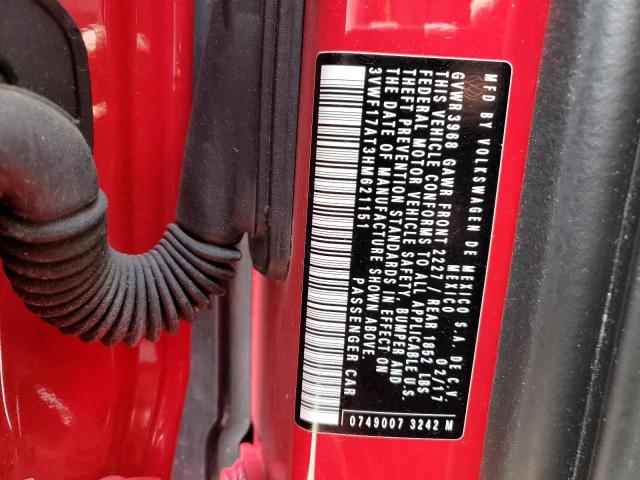 MFD BY VOLKSWAGEN DE MEXICO S.A. DE C.V
MEXICO 02/17
GVWR 3968 GAWR FRONT 2227 // REAR 1852 LBS
THIS VEHICLE CONFORMS TO ALL APPLICABLE U.S.
FEDERAL MOTOR VEHICLE SAFETY, BUMPER AND
THEFT PREVENTION STANDARDS IN EFFECT ON
THE DATE OF MANUFACTURE SHOWN ABOVE.
3VWF17AT3HM621151 PASSENGER CAR
0749007 3242 M